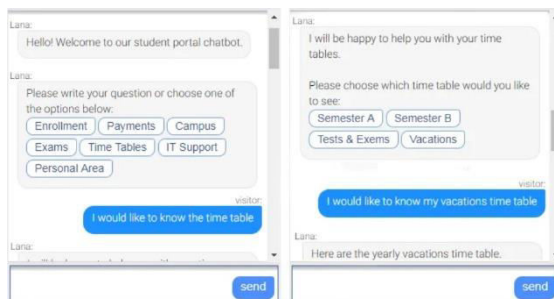 Lana:
Hello! Welcome to our student portal chatbot.
Lana:
Please write your question or choose one of
the options below:
Enrollment Payments Campus
Exams Time Tables IT Support
Personal Area
visitor:
I would like to know the time table
Lana:
send
Lana:
I will be happy to help you with your time
tables.
Please choose which time table would you like
to see:
Semester A Semester B
Tests & Exems Vacations
visitor:
I would like to know my vacations time table
Lana:
Here are the yearly vacations time table.
send